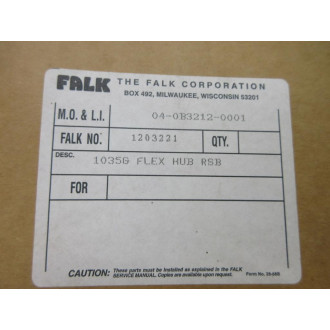 FALK THE FALK CORPORATION
BOX 492, MILWAUKEE, WISCONSIN 53201
M.O. & L.I. 04-0B3212-0001
FALK NO. 1203221 QTY.
DESC. 1035G FLEX HUB RSB
FOR
CAUTION: These parts must be installed as explained in the FALK
SERVICE MANUAL. Copies are available upon request.